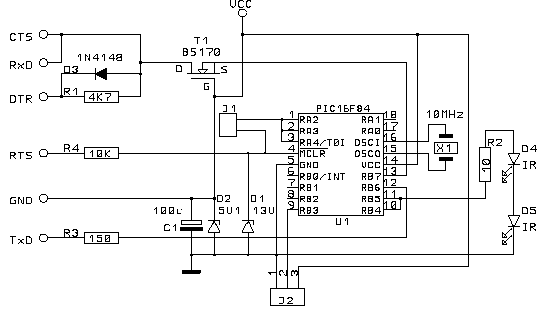 VCC
CTS
T1
BS170
RxD
1N4148
D3
D
S
G
DTR
R1
4K7
J1
PIC16F84
10MHz
1
RA2
RA1
18
2
RA3
RA0
17
3
RA4/T0I
OSCI
16
X1
R2
10
D4
IR
RTS
R4
10K
4
MCLR
OSCO
15
5
GND
VCC
14
6
RB0/INT
RB7
13
7
RB1
RB6
12
8
RB2
RB5
11
9
RB3
RB4
10
U1
GND
100u
C1
D2
5U1
D1
13U
D5
IR
TxD
R3
150
1
2
3
J2